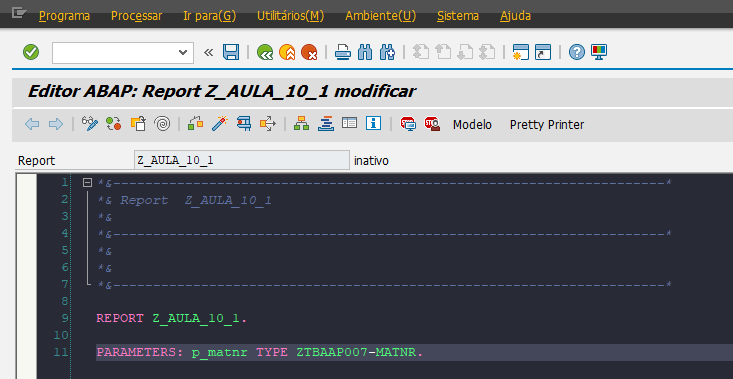 Programa Processar Ir para(G) Utilitários(M) Ambiente(U) Sistema Ajuda
Editor ABAP: Report Z_AULA_10_1 modificar
Modelo Pretty Printer
Report Z_AULA_10_1 inativo
1 *&---------------------------------------------------------------------*
2 *& Report  Z_AULA_10_1
3 *&
4 *&---------------------------------------------------------------------*
5 *&
6 *&
7 *&---------------------------------------------------------------------*
8
9 REPORT Z_AULA_10_1.
10
11 PARAMETERS: p_matnr TYPE ZTBAAP007-MATNR.